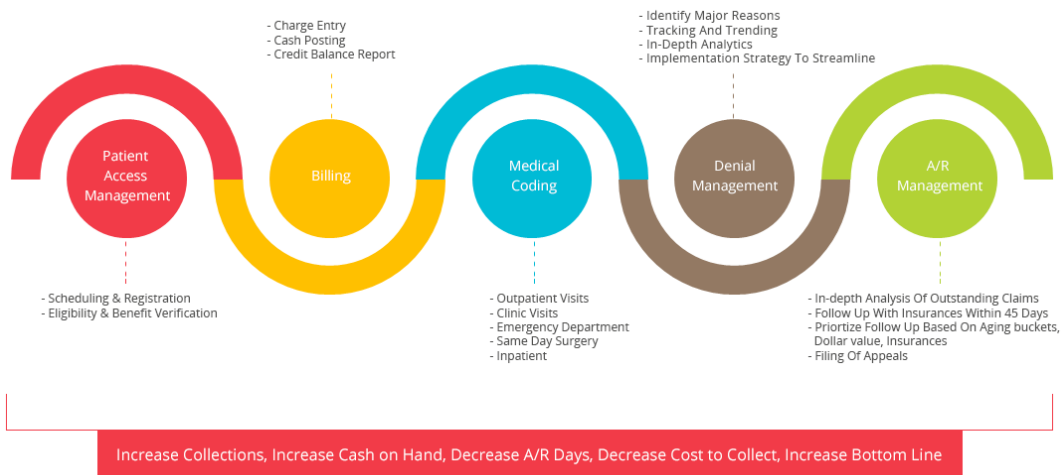 Patient
Access
Management
- Scheduling & Registration
- Eligibility & Benefit Verification
- Charge Entry
- Cash Posting
- Credit Balance Report
Billing
Medical
Coding
- Outpatient Visits
- Clinic Visits
- Emergency Department
- Same Day Surgery
- Inpatient
- Identify Major Reasons
- Tracking And Trending
- In-Depth Analytics
- Implementation Strategy To Streamline
Denial
Management
A/R
Management
- In-depth Analysis Of Outstanding Claims
- Follow Up With Insurances Within 45 Days
- Prioritize Follow Up Based On Aging buckets,
Dollar value, Insurances
- Filing Of Appeals
Increase Collections, Increase Cash on Hand, Decrease A/R Days, Decrease Cost to Collect, Increase Bottom Line